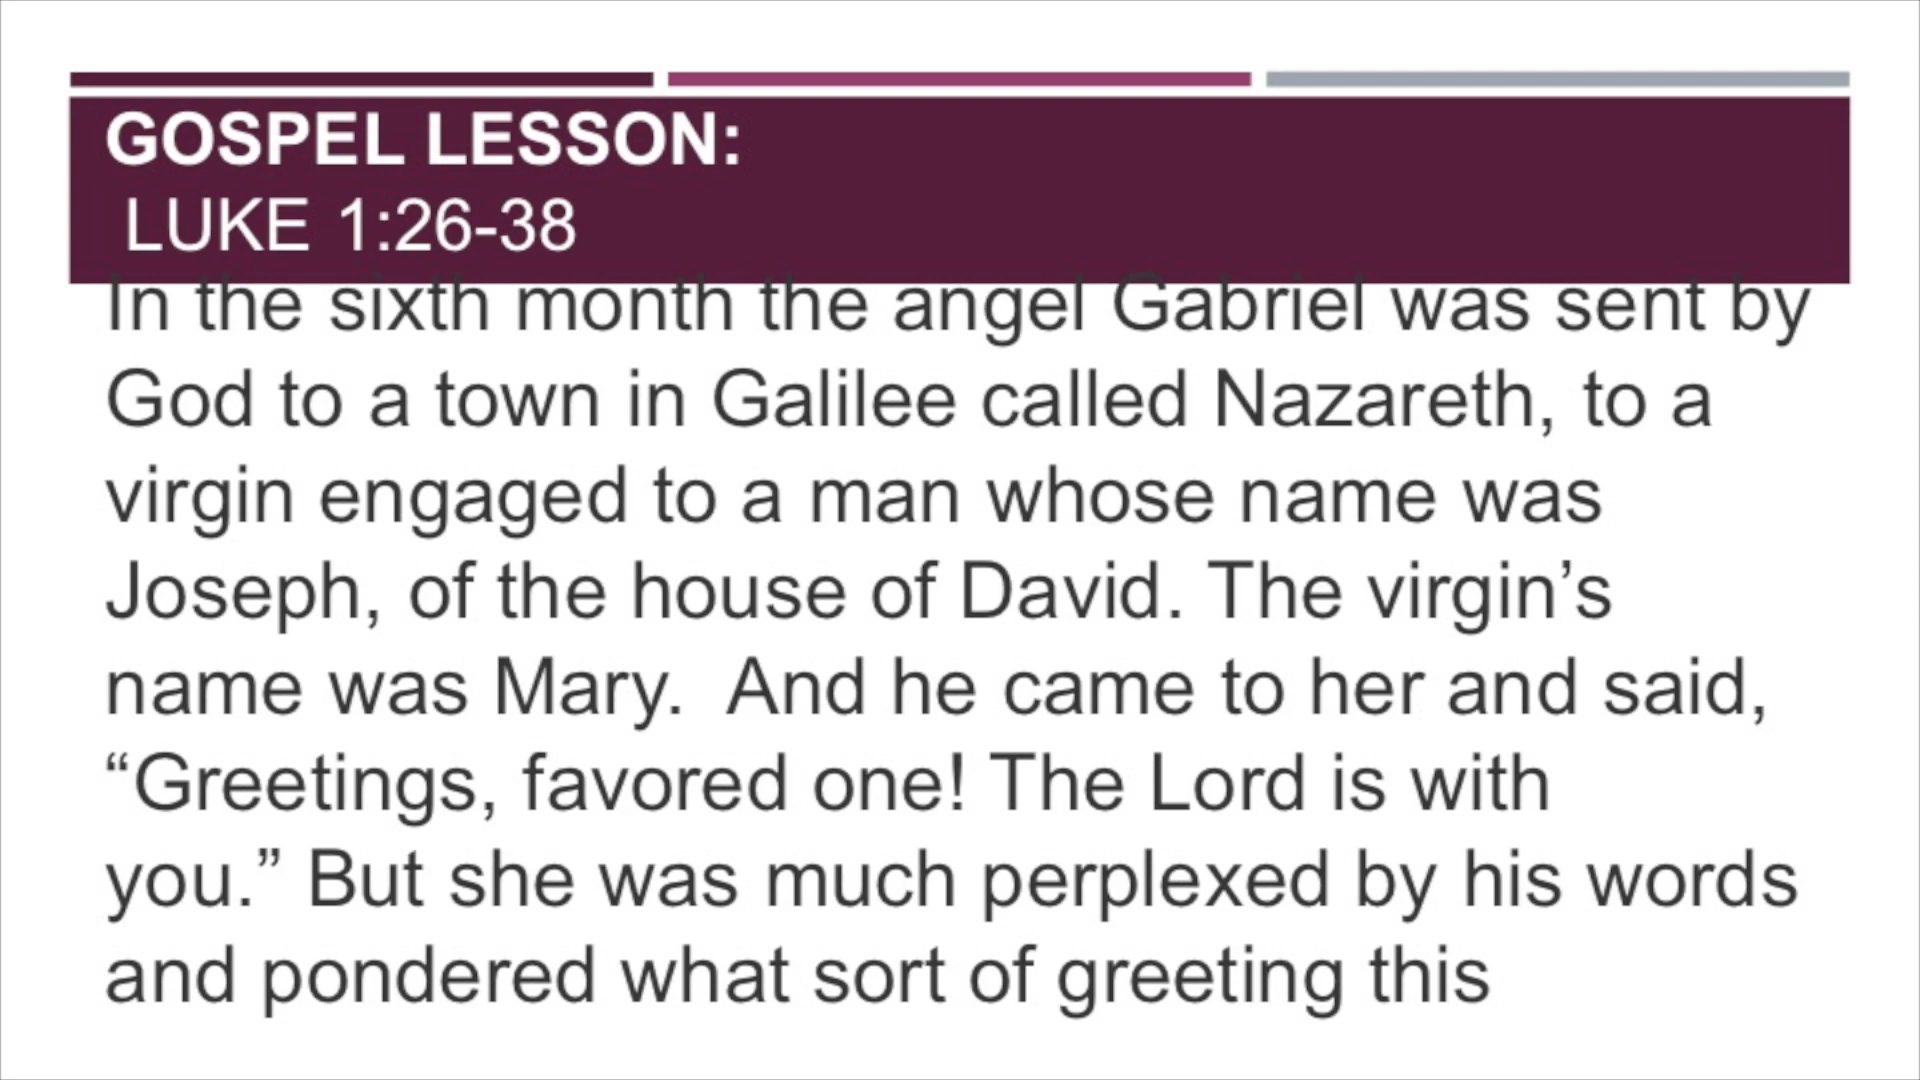 GOSPEL LESSON:
LUKE 1:26-38
In the sixth month the angel Gabriel was sent by
God to a town in Galilee called Nazareth, to a
virgin engaged to a man whose name was
Joseph, of the house of David. The virgin’s
name was Mary.  And he came to her and said,
“Greetings, favored one! The Lord is with
you.” But she was much perplexed by his words
and pondered what sort of greeting this